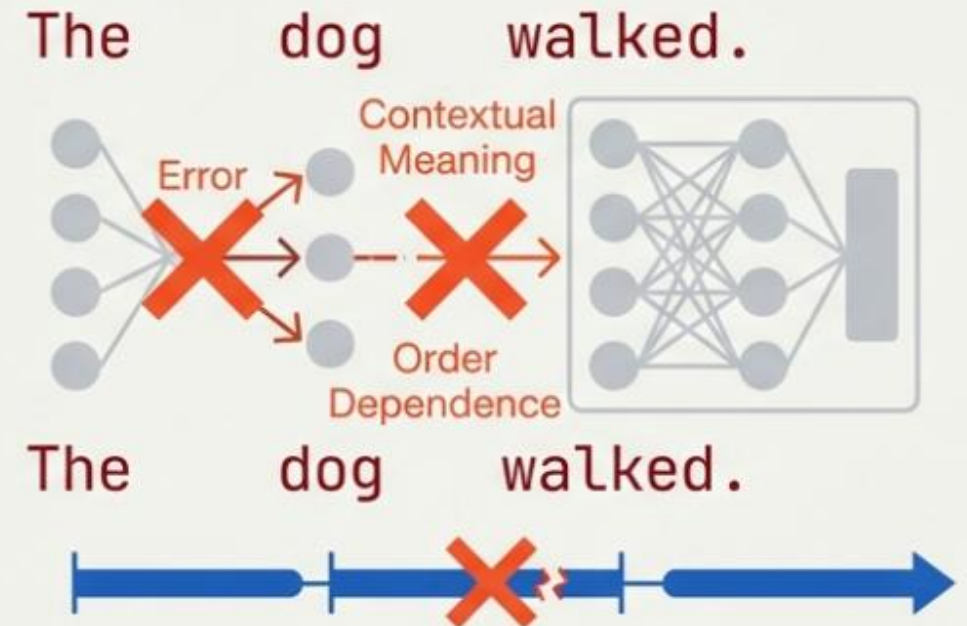 The dog walked.
Contextual
Meaning
Error
Order
Dependence
The dog walked.